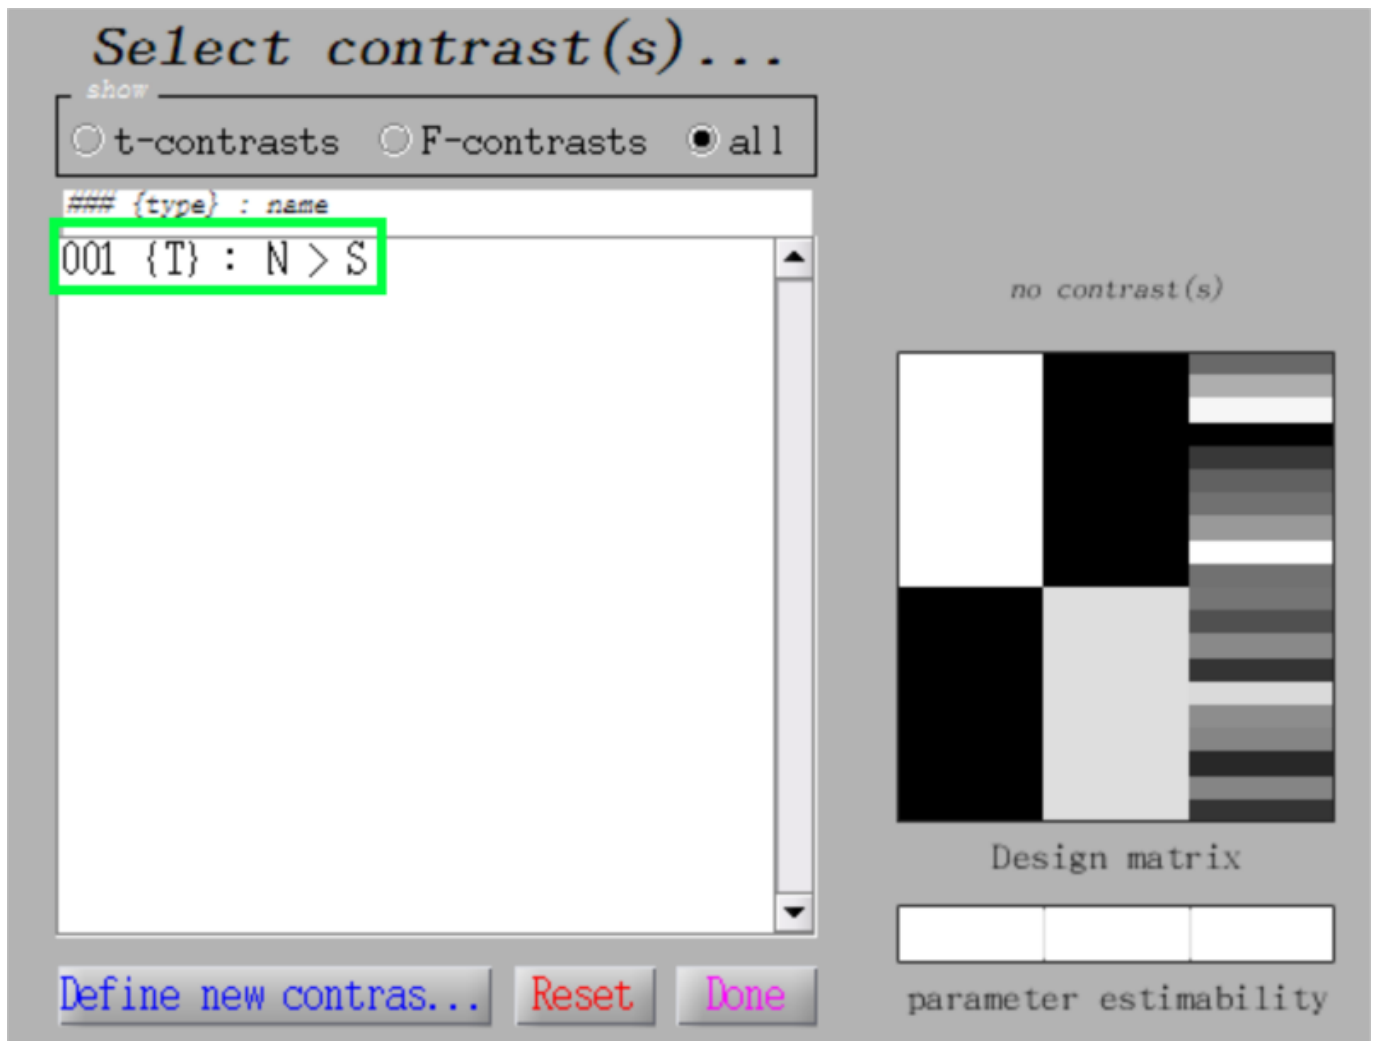 Select contrast(s)...
show
t-contrasts F-contrasts all
### {type} : name
001 {T} : N > S
no contrast(s)
Design matrix
Define new contras... Reset Done
parameter estimability